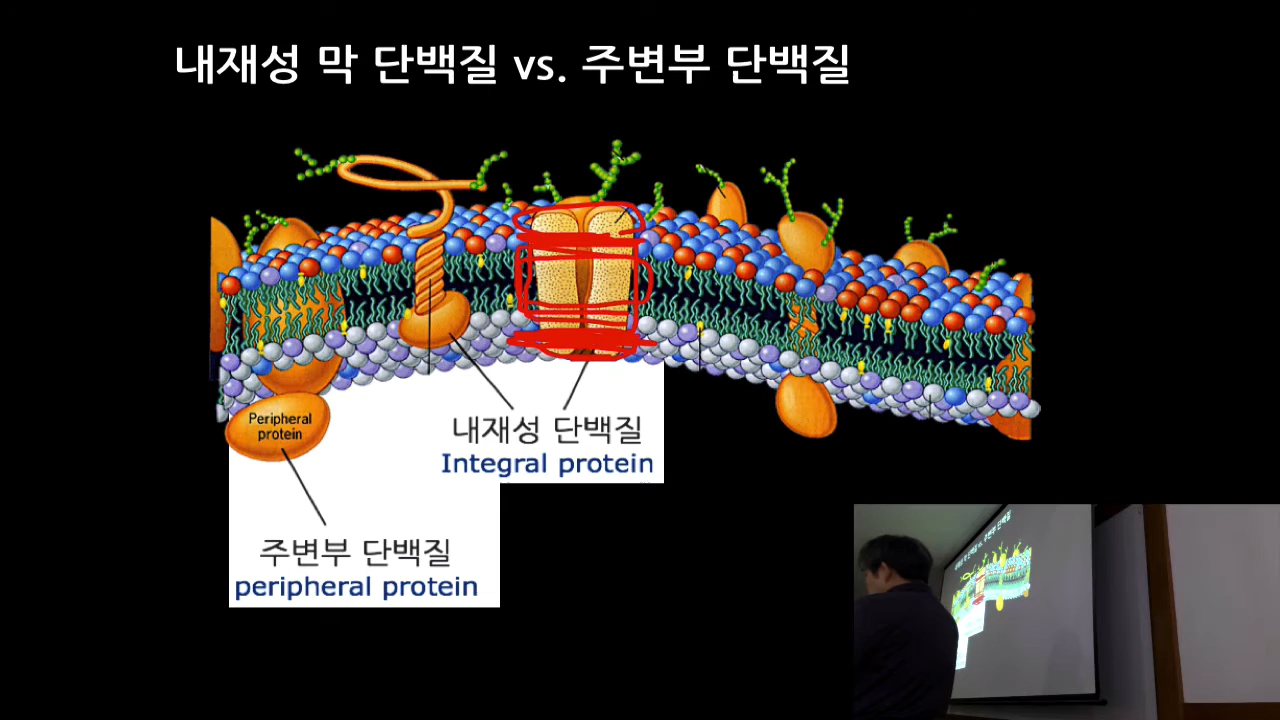 내재성 막 단백질 vs. 주변부 단백질
Peripheral
protein
내재성 단백질
Integral protein
주변부 단백질
peripheral protein